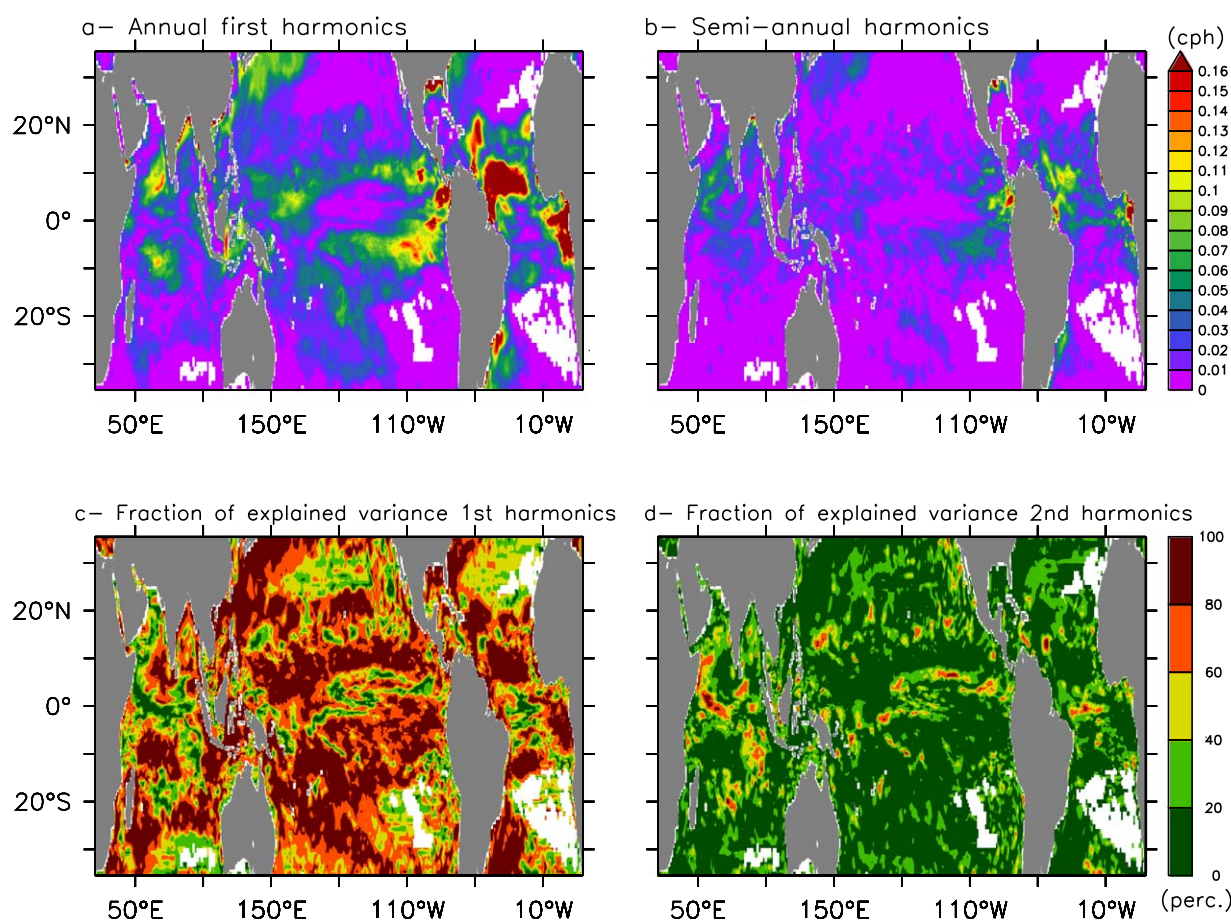 a– Annual first harmonics
b– Semi–annual harmonics
(cph)
20°N
0°
20°S
50°E 150°E 110°W 10°W
50°E 150°E 110°W 10°W
0.16
0.15
0.14
0.13
0.12
0.11
0.1
0.09
0.08
0.07
0.06
0.05
0.04
0.03
0.02
0.01
0
c– Fraction of explained variance 1st harmonics
d– Fraction of explained variance 2nd harmonics
20°N
0°
20°S
50°E 150°E 110°W 10°W
20°N
0°
20°S
50°E 150°E 110°W 10°W
100
80
60
40
20
0
(perc.)